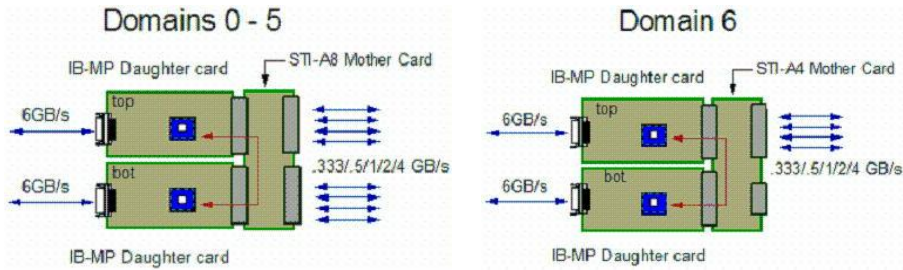 Domains 0 - 5
IB-MP Daughter card
STI-A8 Mother Card
top
6GB/s
.333/.5/1/2/4 GB/s
bot
6GB/s
IB-MP Daughter card
Domain 6
IB-MP Daughter card
STI-A4 Mother Card
top
6GB/s
.333/.5/1/2/4 GB/s
bot
6GB/s
IB-MP Daughter card